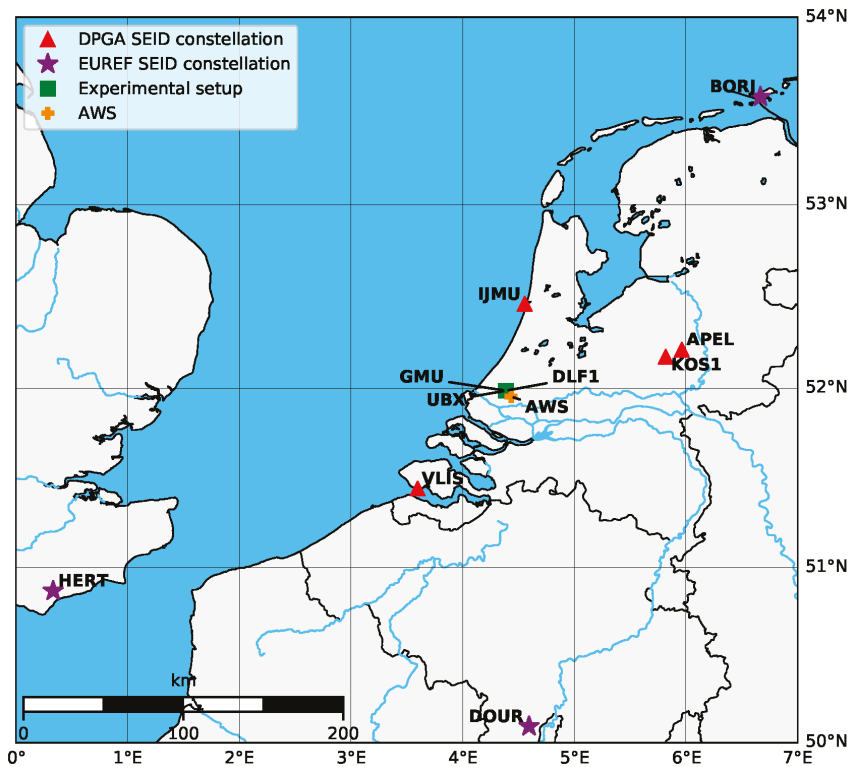 54°N
DPGA SEID constellation
EUREF SEID constellation
Experimental setup
AWS
BORJ
53°N
IJMU
APEL
KOS1
GMU
DLF1
52°N
UBX
AWS
VLIS
51°N
HERT
km
0
100
200
DOUR
50°N
0°
1°E
2°E
3°E
4°E
5°E
6°E
7°E